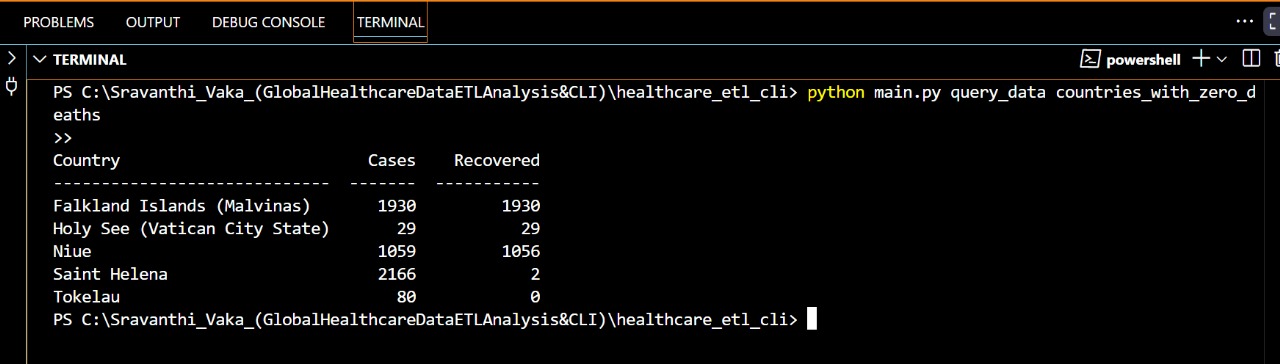 PROBLEMS OUTPUT DEBUG CONSOLE TERMINAL ...
TERMINAL powershell
PS C:\Sravanthi_Vaka_(GlobalHealthcareDataETLAnalysis&CLI)\healthcare_etl_cli> python main.py query_data countries_with_zero_d
eaths
>>
Country Cases Recovered
----------------------------- ------- -----------
Falkland Islands (Malvinas) 1930 1930
Holy See (Vatican City State) 29 29
Niue 1059 1056
Saint Helena 2166 2
Tokelau 80 0
PS C:\Sravanthi_Vaka_(GlobalHealthcareDataETLAnalysis&CLI)\healthcare_etl_cli>